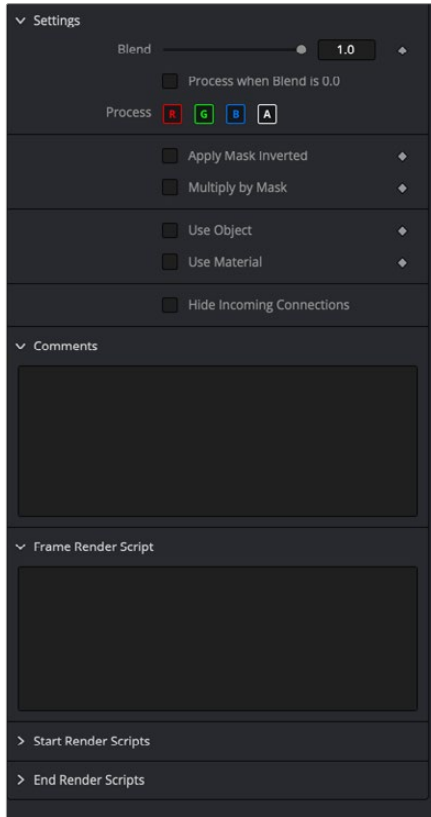 Settings
Blend 1.0
Process when Blend is 0.0
Process R G B A
Apply Mask Inverted
Multiply by Mask
Use Object
Use Material
Hide Incoming Connections
Comments
Frame Render Script
Start Render Scripts
End Render Scripts